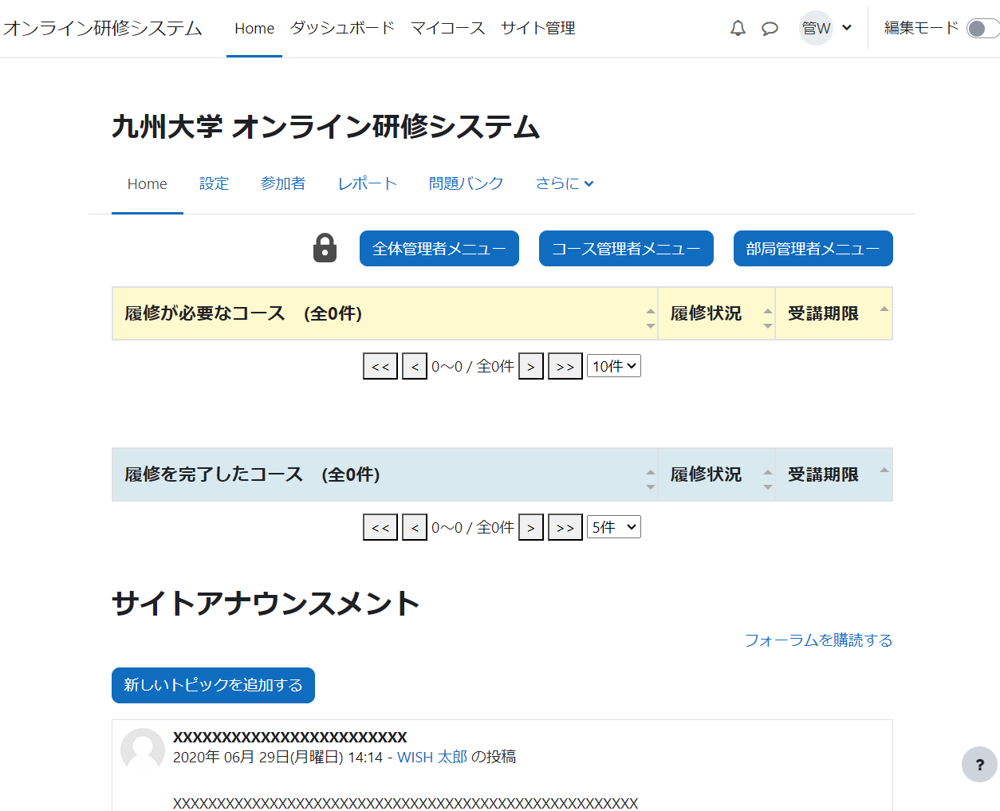 オンライン研修システム Home ダッシュボード マイコース サイト管理 管W 編集モード
九州大学 オンライン研修システム
Home 設定 参加者 レポート 問題バンク さらに
全体管理者メニュー コース管理者メニュー 部局管理者メニュー
履修が必要なコース (全0件) 履修状況 受講期限
<< < 0～0 / 全0件 > >> 10件
履修を完了したコース (全0件) 履修状況 受講期限
<< < 0～0 / 全0件 > >> 5件
サイトアナウンスメント
フォーラムを購読する
新しいトピックを追加する
XXXXXXXXXXXXXXXXXXXXXXXX
2020年 06月 29日(月曜日) 14:14 - WISH 太郎 の投稿
?
XXXXXXXXXXXXXXXXXXXXXXXXXXXXXXXXXXXXXXXXXXXXXXXXXXXXX